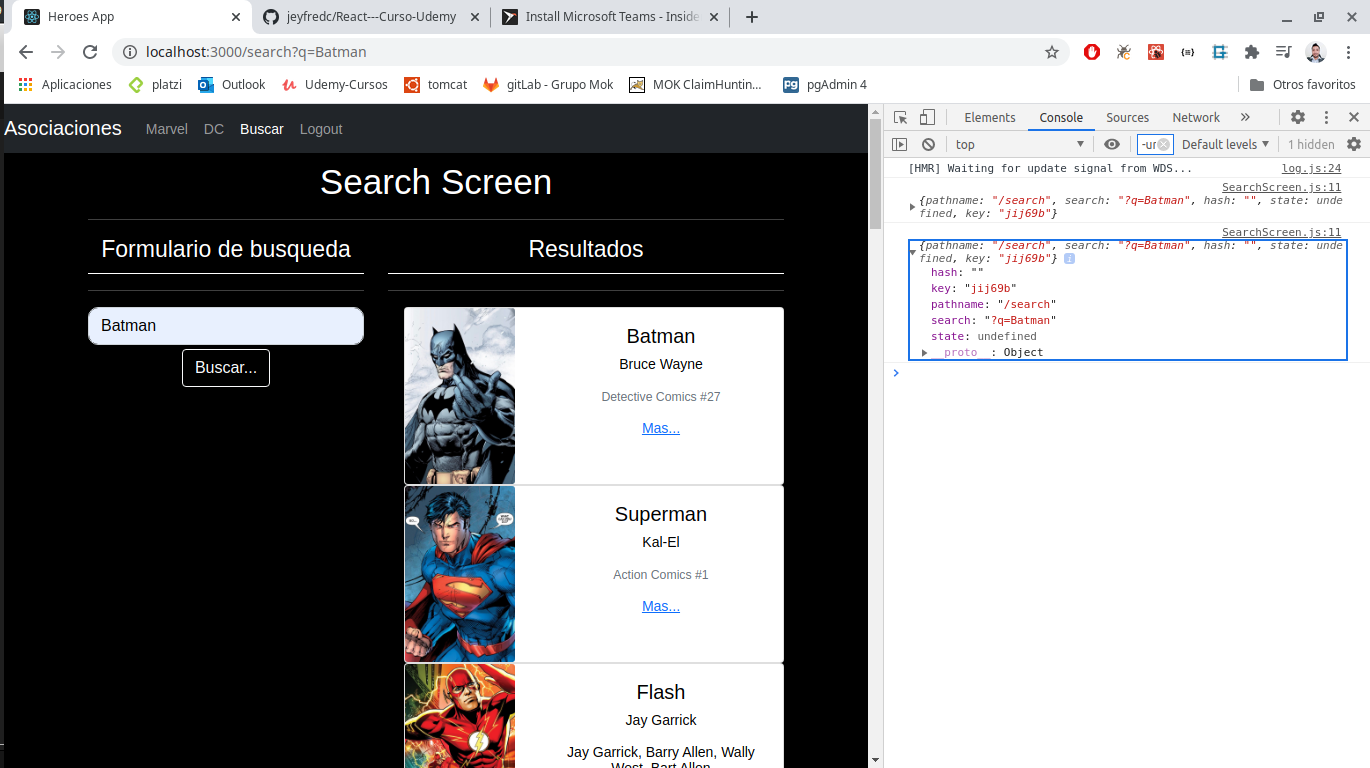 Heroes App
jeyfredc/React---Curso-Udemy
Install Microsoft Teams - Inside
localhost:3000/search?q=Batman
Aplicaciones
platzi
Outlook
Udemy-Cursos
tomcat
gitLab - Grupo Mok
MOK ClaimHuntin...
pgAdmin 4
Otros favoritos
Asociaciones
Marvel
DC
Buscar
Logout
Search Screen
Formulario de busqueda
Batman
Buscar...
Resultados
Batman
Bruce Wayne
Detective Comics #27
Mas...
Superman
Kal-El
Action Comics #1
Mas...
Flash
Jay Garrick
Jay Garrick, Barry Allen, Wally
West, Bart Allen
Elements
Console
Sources
Network
»
top
-ur
Default levels
1 hidden
[HMR] Waiting for update signal from WDS...
log.js:24
SearchScreen.js:11
{pathname: "/search", search: "?q=Batman", hash: "", state: unde
fined, key: "jij69b"}
SearchScreen.js:11
{pathname: "/search", search: "?q=Batman", hash: "", state: unde
fined, key: "jij69b"} i
hash: ""
key: "jij69b"
pathname: "/search"
search: "?q=Batman"
state: undefined
__proto__: Object